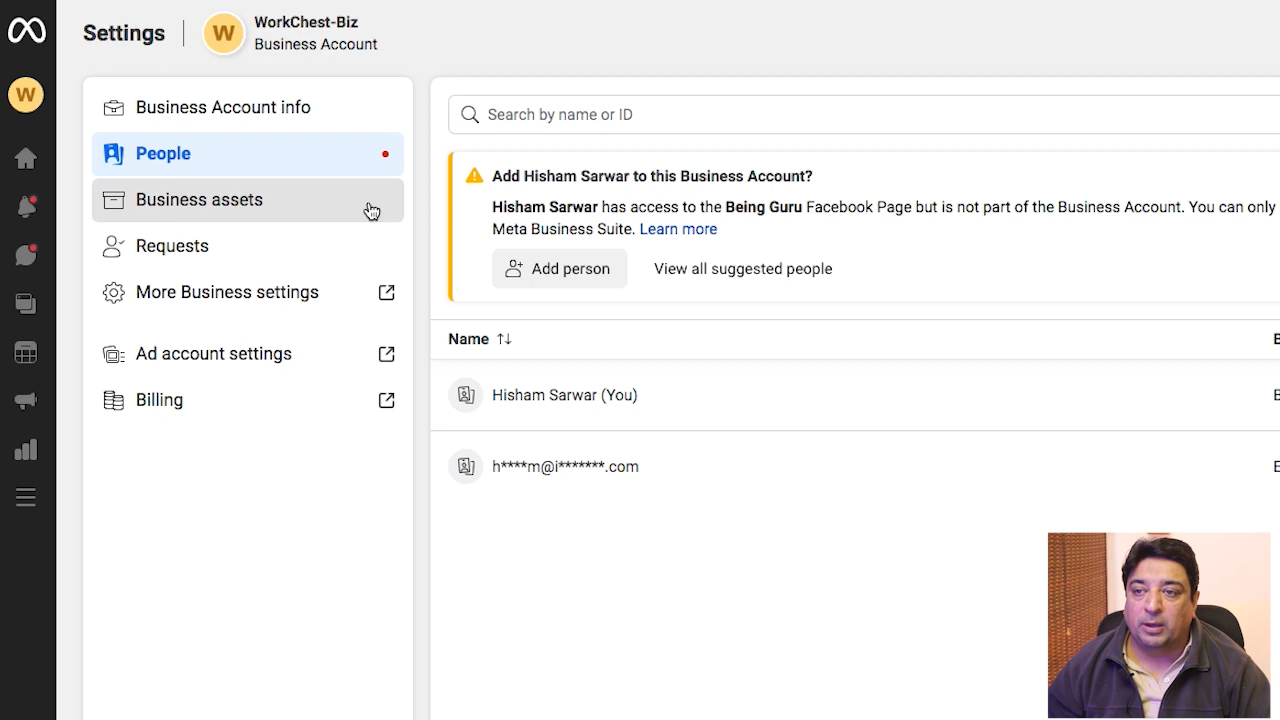 Settings
W
WorkChest-Biz
Business Account
W
Business Account info
People
Business assets
Requests
More Business settings
Ad account settings
Billing
Search by name or ID
Add Hisham Sarwar to this Business Account?
Hisham Sarwar has access to the Being Guru Facebook Page but is not part of the Business Account. You can only
Meta Business Suite. Learn more
Add person
View all suggested people
Name
Hisham Sarwar (You)
h****m@i*******.com